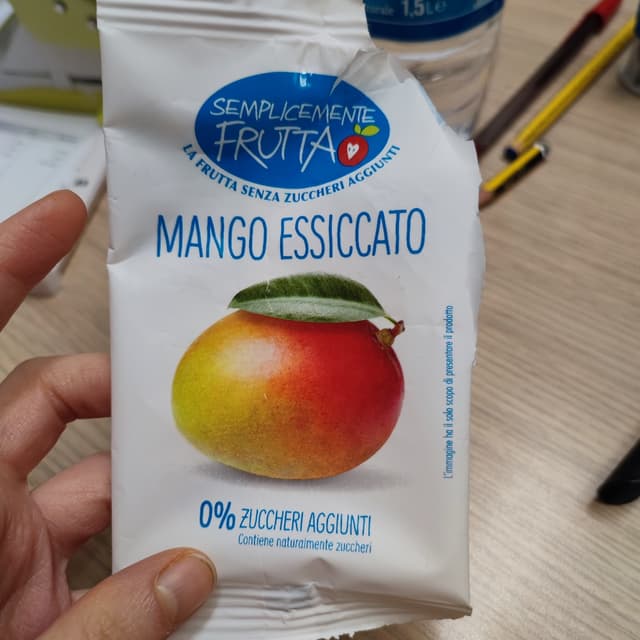 1,5L e
SEMPLICEMENTE
FRUTTA
LA FRUTTA SENZA ZUCCHERI AGGIUNTI
MANGO ESSICCATO
L'immagine ha il solo scopo di presentare il prodotto
0% ZUCCHERI AGGIUNTI
Contiene naturalmente zuccheri